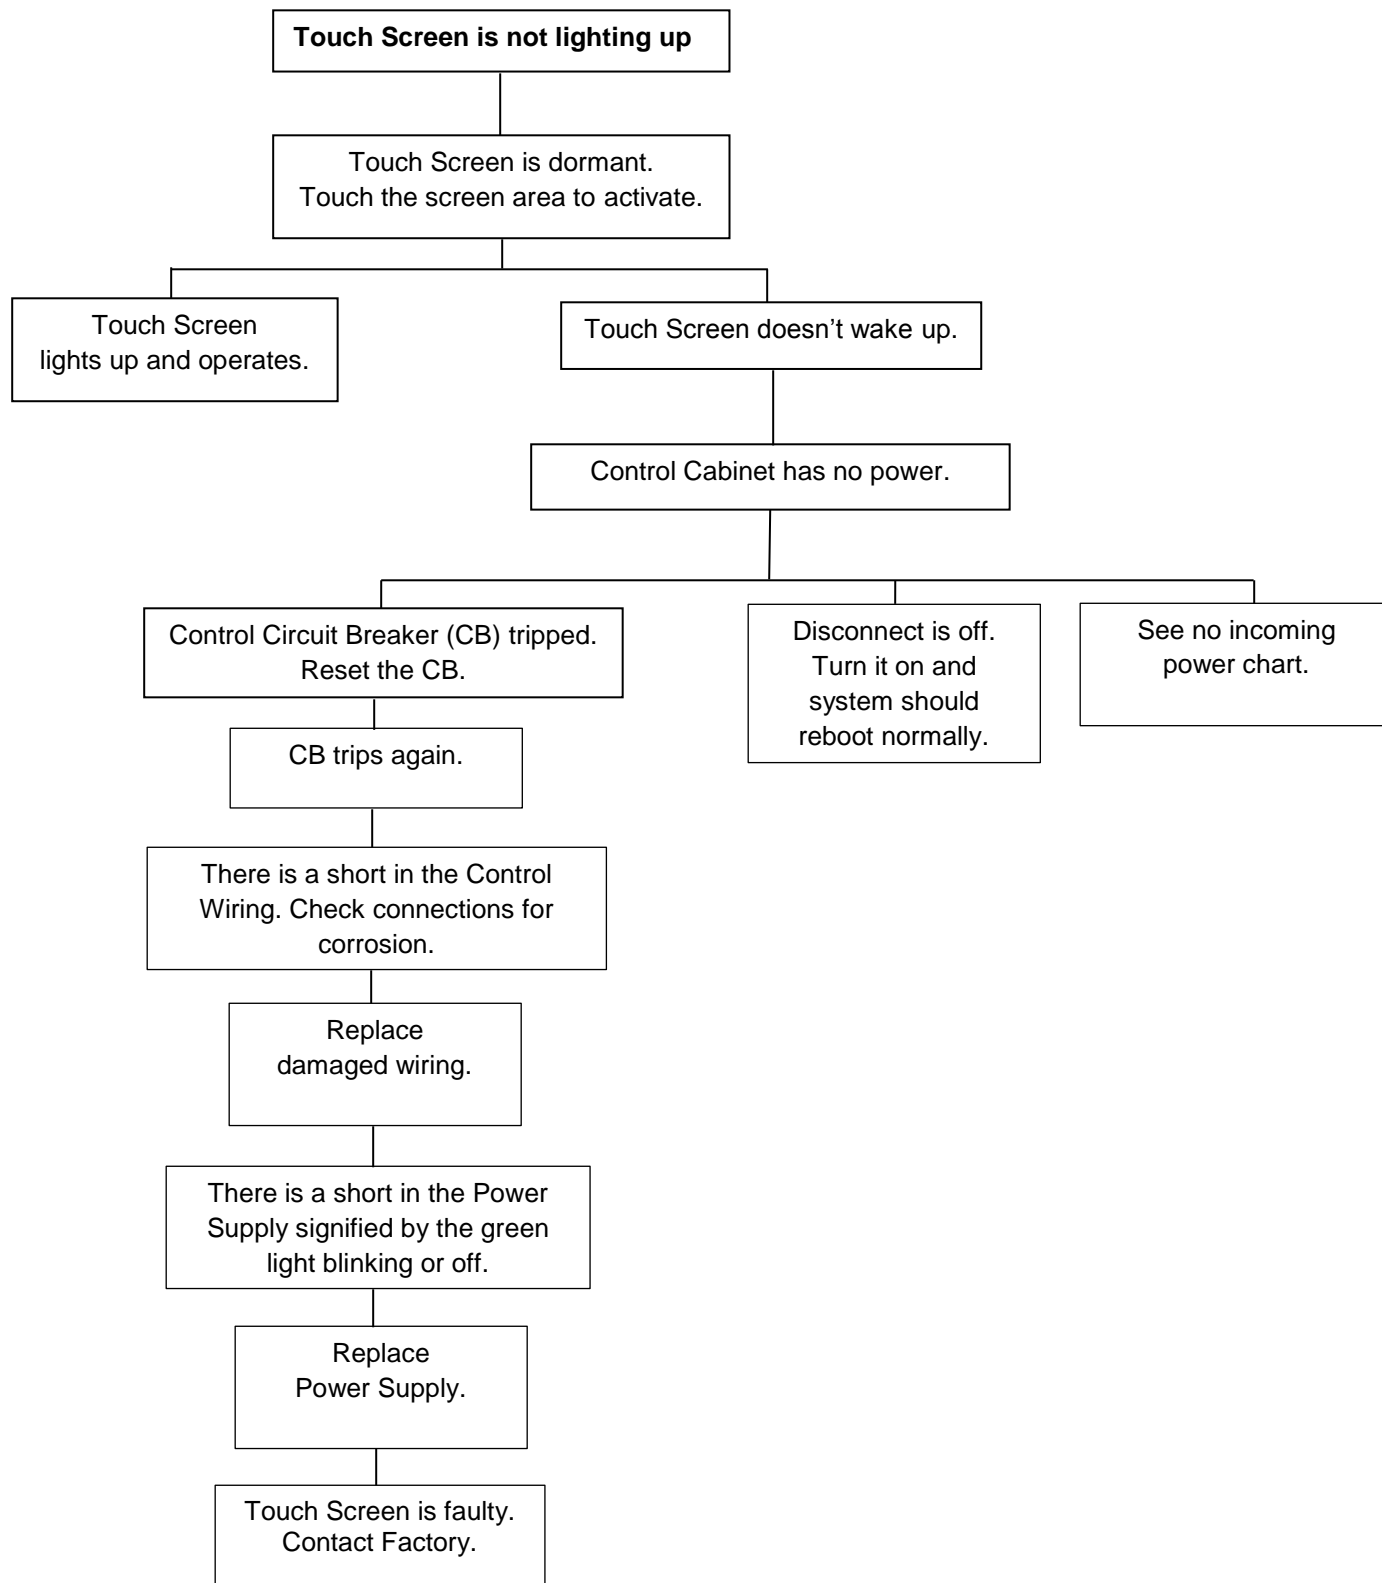 Touch Screen is not lighting up
Touch Screen is dormant.
Touch the screen area to activate.
Touch Screen
lights up and operates.
Touch Screen doesn’t wake up.
Control Cabinet has no power.
Control Circuit Breaker (CB) tripped.
Reset the CB.
Disconnect is off.
Turn it on and
system should
reboot normally.
See no incoming
power chart.
CB trips again.
There is a short in the Control
Wiring. Check connections for
corrosion.
Replace
damaged wiring.
There is a short in the Power
Supply signified by the green
light blinking or off.
Replace
Power Supply.
Touch Screen is faulty.
Contact Factory.